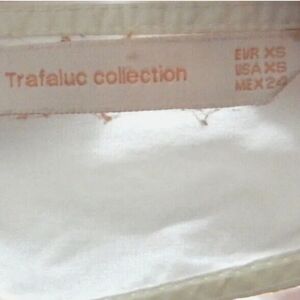 Trafaluc collection
EUR XS
USA XS
MEX 24